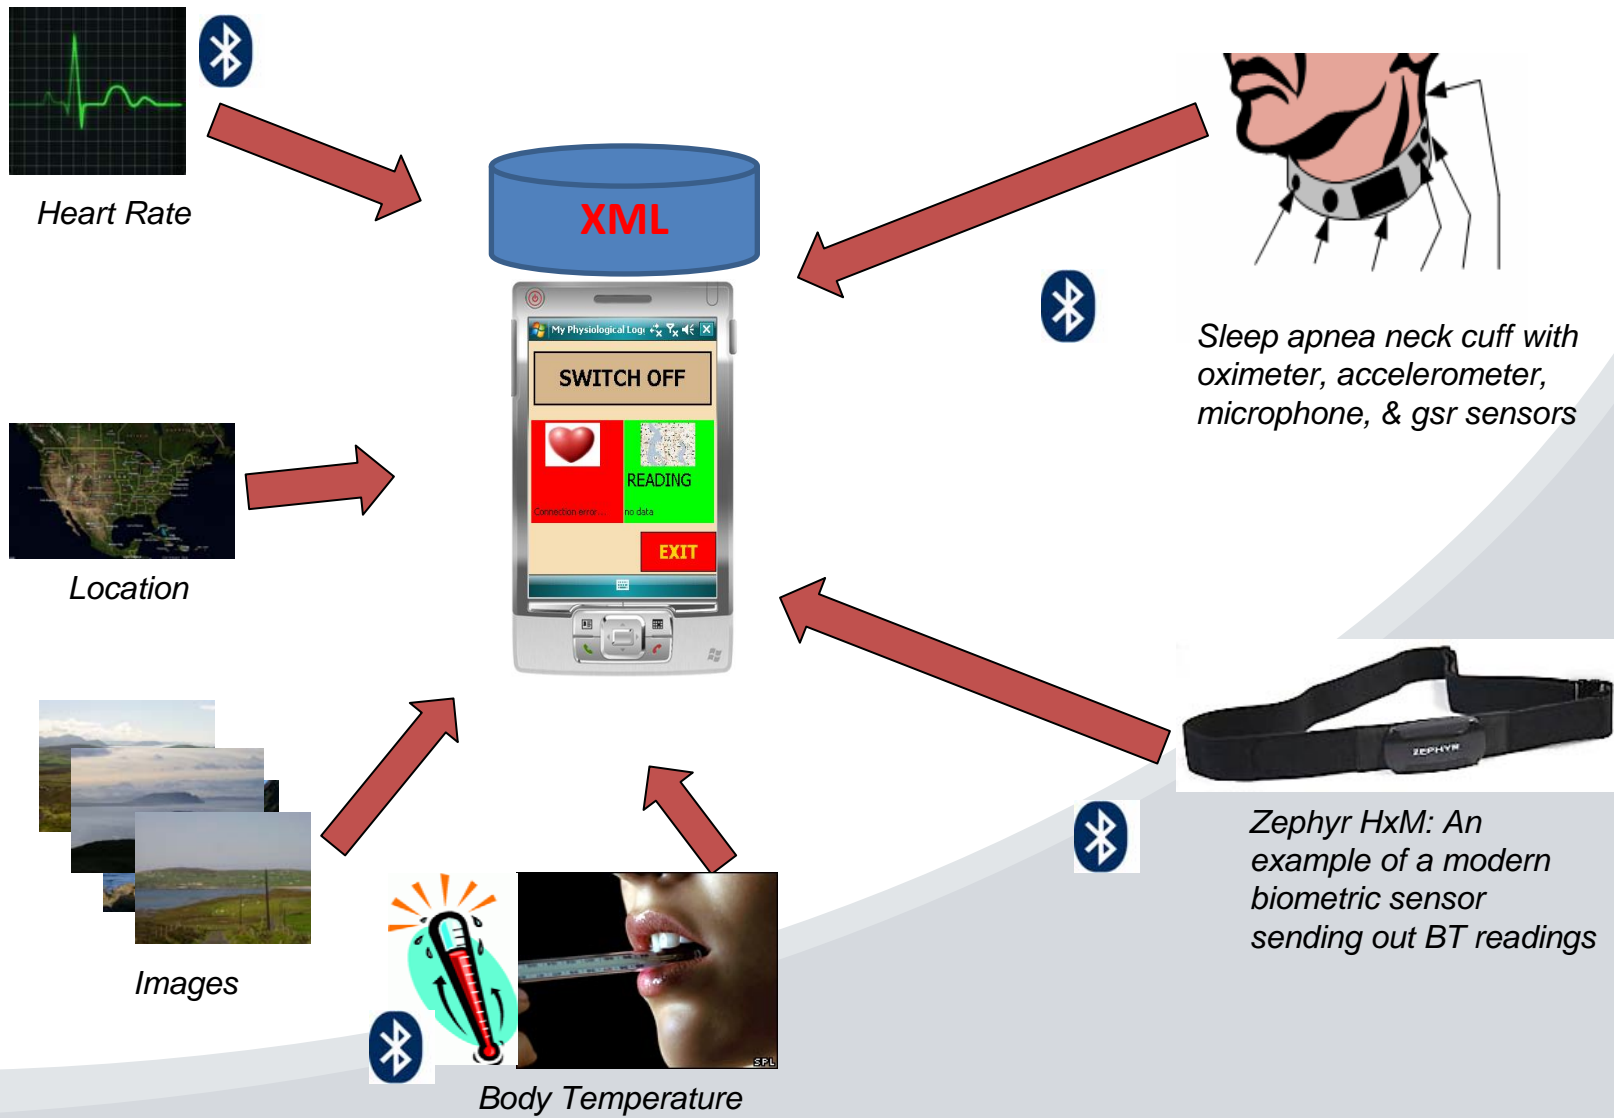 Heart Rate
XML
My Physiological Log
SWITCH OFF
READING
Connection error...
no data
EXIT
Sleep apnea neck cuff with
oximeter, accelerometer,
microphone, & gsr sensors
Location
ZEPHYR
Zephyr HxM: An
example of a modern
biometric sensor
sending out BT readings
Images
SPL
Body Temperature